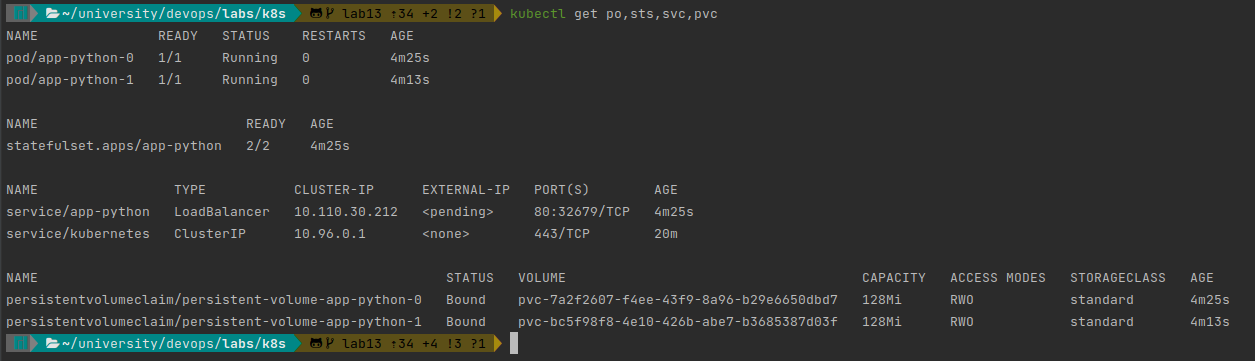 ~/university/devops/labs/k8s lab13 ↑34 +2 !2 ?1 kubectl get po,sts,svc,pvc
NAME READY STATUS RESTARTS AGE
pod/app-python-0 1/1 Running 0 4m25s
pod/app-python-1 1/1 Running 0 4m13s
NAME READY AGE
statefulset.apps/app-python 2/2 4m25s
NAME TYPE CLUSTER-IP EXTERNAL-IP PORT(S) AGE
service/app-python LoadBalancer 10.110.30.212 <pending> 80:32679/TCP 4m25s
service/kubernetes ClusterIP 10.96.0.1 <none> 443/TCP 20m
NAME STATUS VOLUME CAPACITY ACCESS MODES STORAGECLASS AGE
persistentvolumeclaim/persistent-volume-app-python-0 Bound pvc-7a2f2607-f4ee-43f9-8a96-b29e6650dbd7 128Mi RWO standard 4m25s
persistentvolumeclaim/persistent-volume-app-python-1 Bound pvc-bc5f98f8-4e10-426b-abe7-b3685387d03f 128Mi RWO standard 4m13s
~/university/devops/labs/k8s lab13 ↑34 +4 !3 ?1